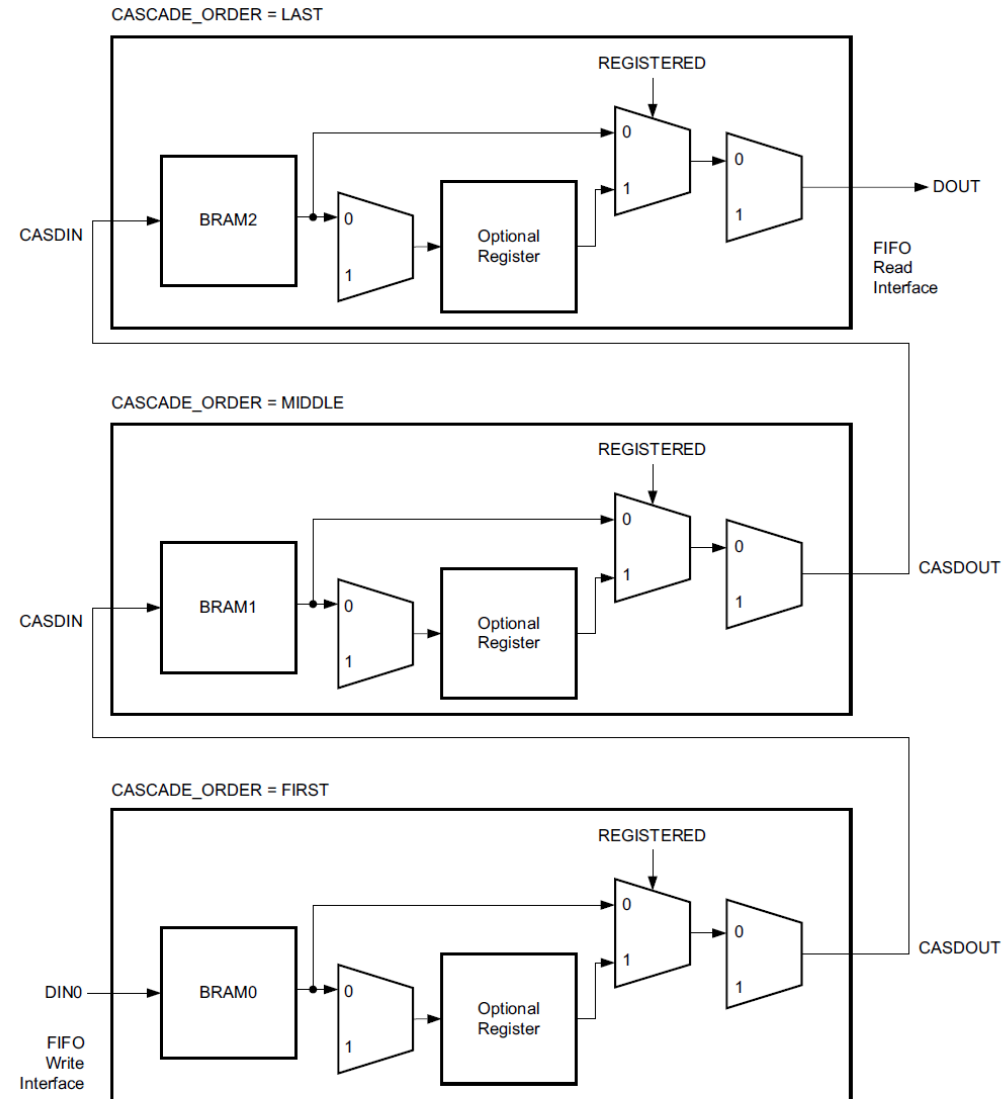 CASCADE_ORDER = LAST
REGISTERED
0
1
0
1
BRAM2
0
1
Optional
Register
CASDIN
DOUT
FIFO
Read
Interface
CASCADE_ORDER = MIDDLE
REGISTERED
0
1
0
1
BRAM1
0
1
Optional
Register
CASDIN
CASDOUT
CASCADE_ORDER = FIRST
REGISTERED
0
1
0
1
CASDOUT
BRAM0
0
1
Optional
Register
DIN0
FIFO
Write
Interface